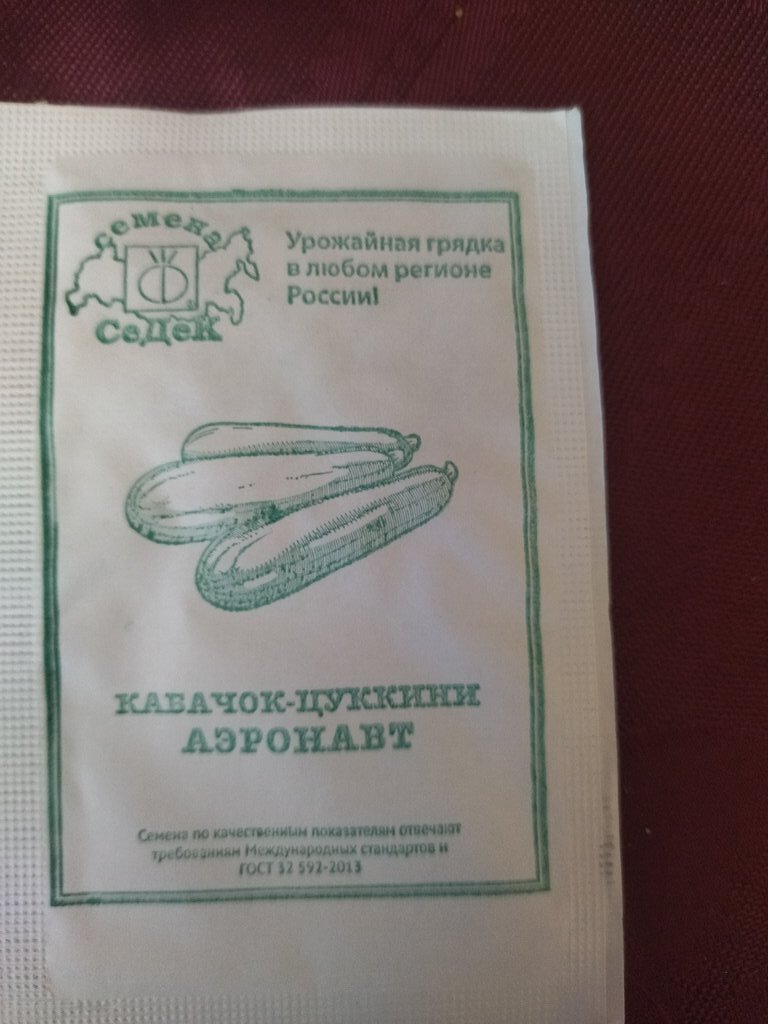 семена
СеДеК
Урожайная грядка
в любом регионе
России!
КАБАЧОК-ЦУККИНИ
АЭРОНАВТ
Семена по качественным показателям отвечают
требованиям Международных стандартов и
ГОСТ 32 592-2013